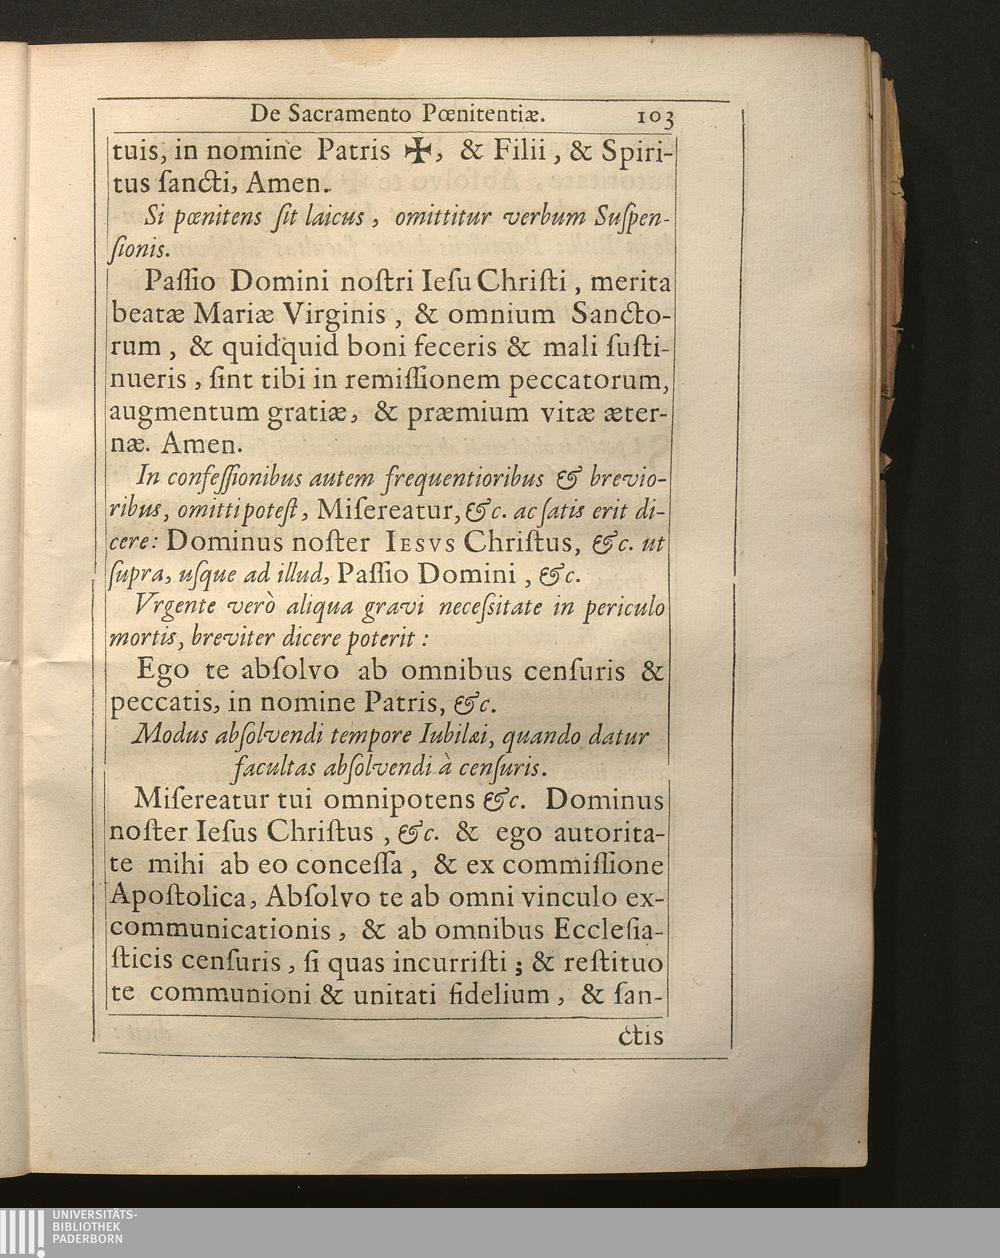 De Sacramento Pœnitentiæ. 103
tuis, in nomine Patris ✠, & Filii, & Spiri-
tus ſancti, Amen.
Si pœnitens ſit laicus, omittitur verbum Suſpen-
ſionis.
Paſſio Domini noſtri Ieſu Chriſti, merita
beatæ Mariæ Virginis, & omnium Sancto-
rum, & quidquid boni feceris & mali ſuſti-
nueris, ſint tibi in remiſſionem peccatorum,
augmentum gratiæ, & præmium vitæ æter-
næ. Amen.
In confeſſionibus autem frequentioribus & brevio-
ribus, omitti poteſt, Miſereatur, &c. ac ſatis erit di-
cere: Dominus noſter IESVS Chriſtus, &c. ut
ſupra, uſque ad illud, Paſſio Domini, &c.
Vrgente verò aliqua gravi neceſsitate in periculo
mortis, breviter dicere poterit:
Ego te abſolvo ab omnibus cenſuris &
peccatis, in nomine Patris, &c.
Modus abſolvendi tempore Iubilæi, quando datur
facultas abſolvendi à cenſuris.
Miſereatur tui omnipotens &c. Dominus
noſter Ieſus Chriſtus, &c. & ego autorita-
te mihi ab eo conceſſa, & ex commiſſione
Apoſtolica, Abſolvo te ab omni vinculo ex-
communicationis, & ab omnibus Eccleſia-
ſticis cenſuris, ſi quas incurriſti; & reſtituo
te communioni & unitati fidelium, & ſan-
ctis
UNIVERSITÄTS-
BIBLIOTHEK
PADERBORN